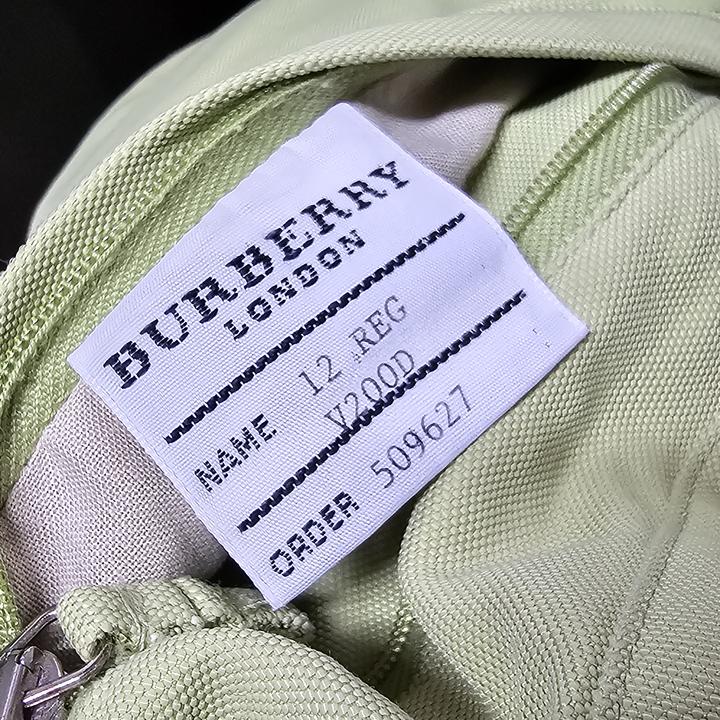 BURBERRY
LONDON
12 REG
NAME V200D
ORDER 509627